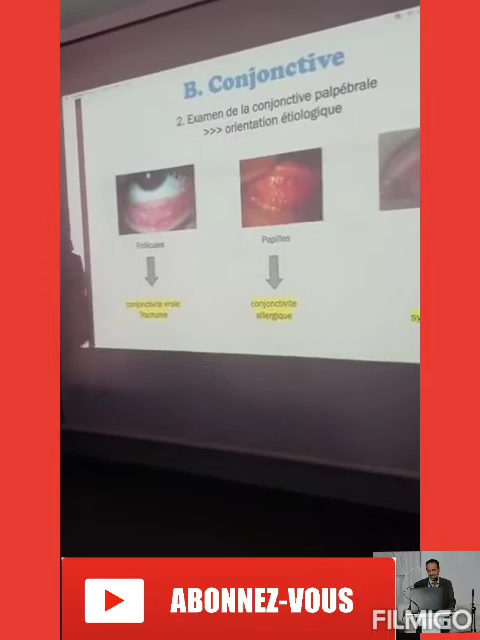 B. Conjonctive
2. Examen de la conjonctive palpébrale
>>> orientation étiologique
Follicules
Papilles
conjonctivite virale
Trachome
conjonctivite
allergique
sy
ABONNEZ-VOUS
FILMIGO